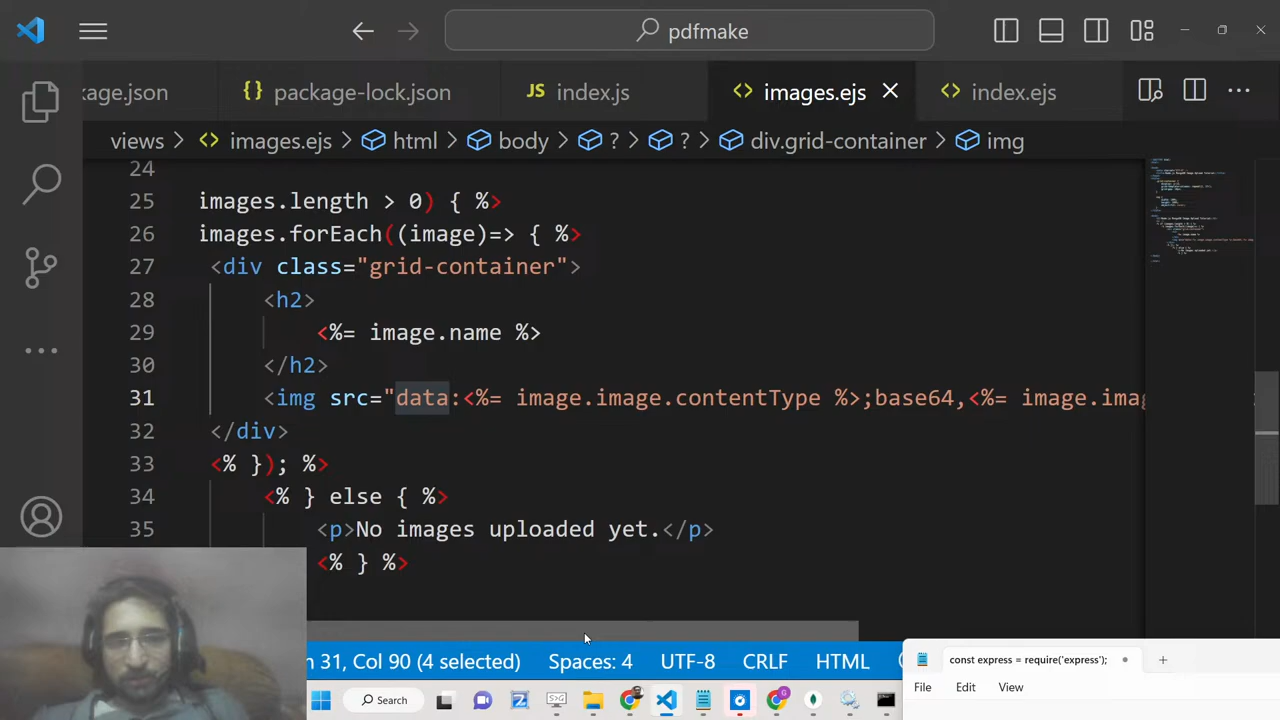 pdfmake
kage.json
package-lock.json
JS index.js
images.ejs
index.ejs
views > images.ejs > html > body > ? > ? > div.grid-container > img
24
25 images.length > 0) { %>
26 images.forEach((image)=> { %>
27 <div class="grid-container">
28 <h2>
29 <%= image.name %>
30 </h2>
31 <img src="data:<%= image.image.contentType %>;base64,<%= image.imag
32 </div>
33 <% }); %>
34 <% } else { %>
35 <p>No images uploaded yet.</p>
<% } %>
n 31, Col 90 (4 selected) Spaces: 4 UTF-8 CRLF HTML
const express = require('express');
File Edit View
Search